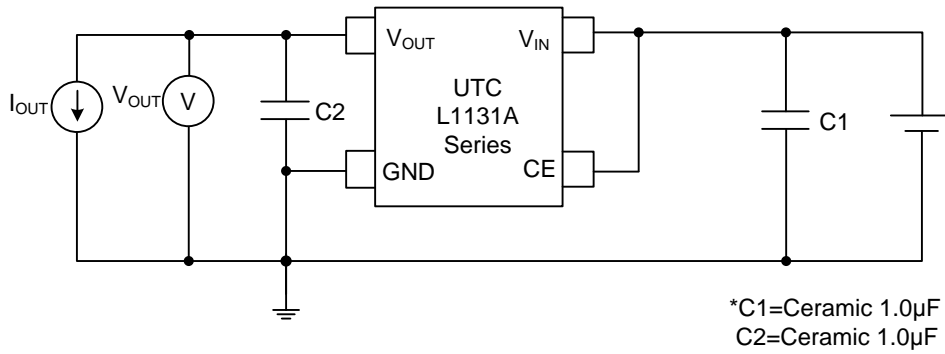 V_OUT
V_IN
UTC
L1131A
Series
I_OUT
V_OUT
V
C2
C1
GND
CE
*C1=Ceramic 1.0µF
C2=Ceramic 1.0µF